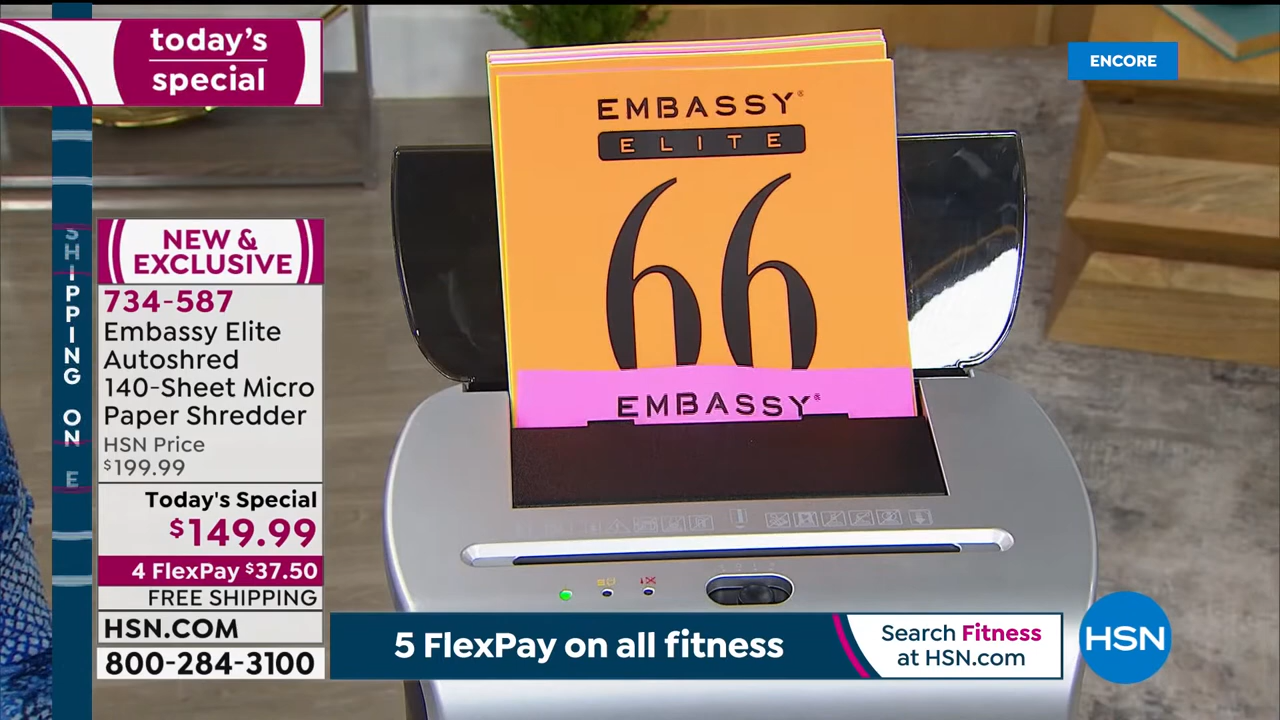 today's
special
ENCORE
EMBASSY®
ELITE
66
EMBASSY®
SHIPPING ON E
NEW &
EXCLUSIVE
734-587
Embassy Elite
Autoshred
140-Sheet Micro
Paper Shredder
HSN Price
$199.99
Today's Special
$149.99
4 FlexPay $37.50
FREE SHIPPING
HSN.COM
800-284-3100
5 FlexPay on all fitness
Search Fitness
at HSN.com
HSN